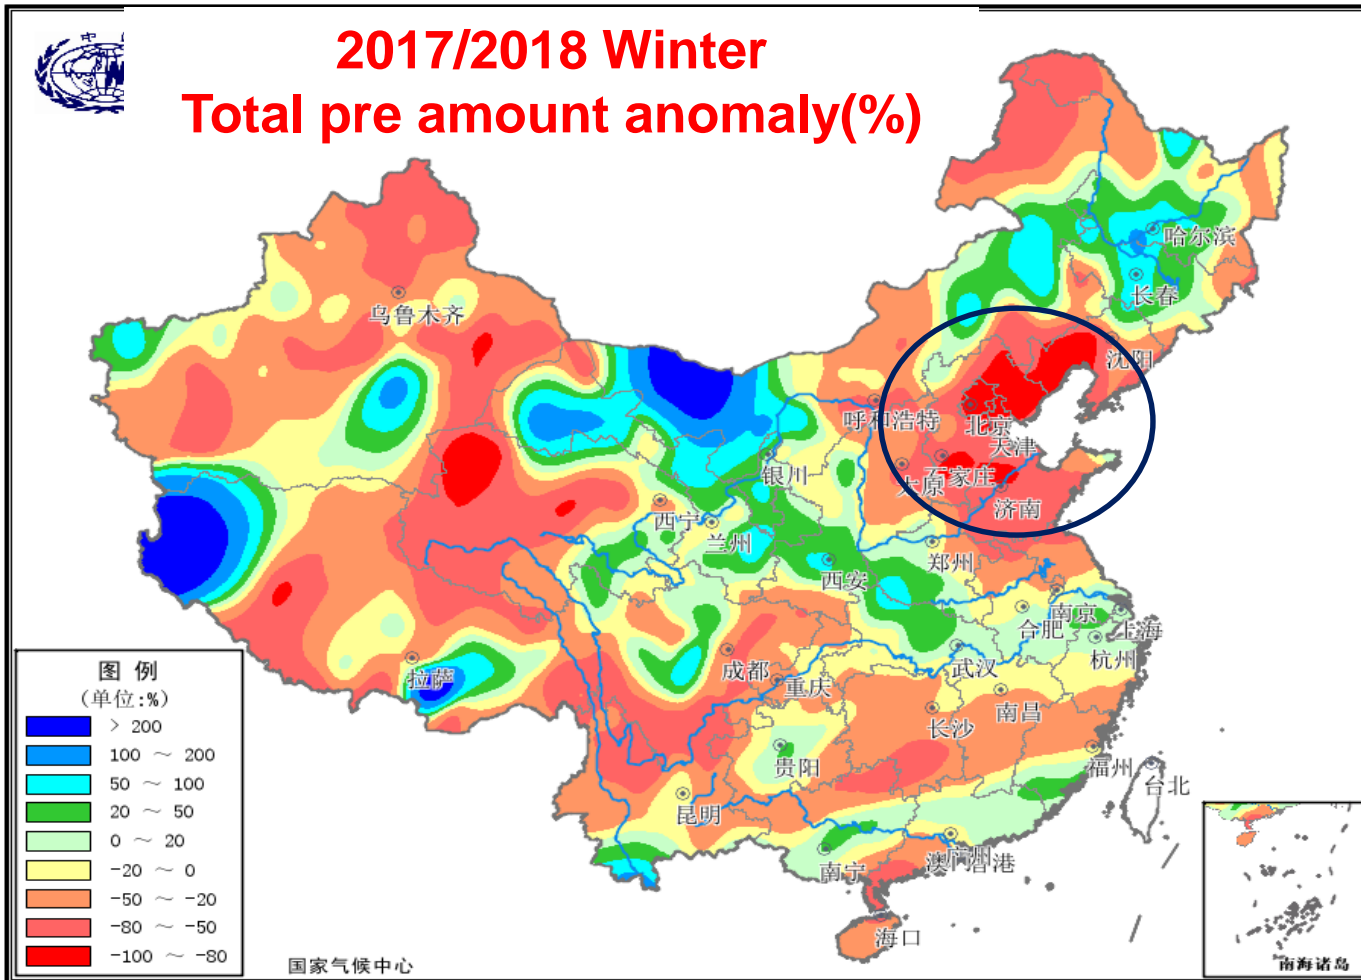 2017/2018 Winter
Total pre amount anomaly(%)
中
哈尔滨
长春
乌鲁木齐
沈阳
呼和浩特
北京
天津
银川
石家庄
太原
济南
西宁
兰州
郑州
西安
南京
合肥
上海
杭州
武汉
拉萨
成都
重庆
南昌
长沙
贵阳
福州
台北
昆明
广州
澳门
香港
南宁
海口
图 例
(单位:%)
> 200
100 ～ 200
50 ～ 100
20 ～ 50
0 ～ 20
-20 ～ 0
-50 ～ -20
-80 ～ -50
-100 ～ -80
国家气候中心
南海诸岛